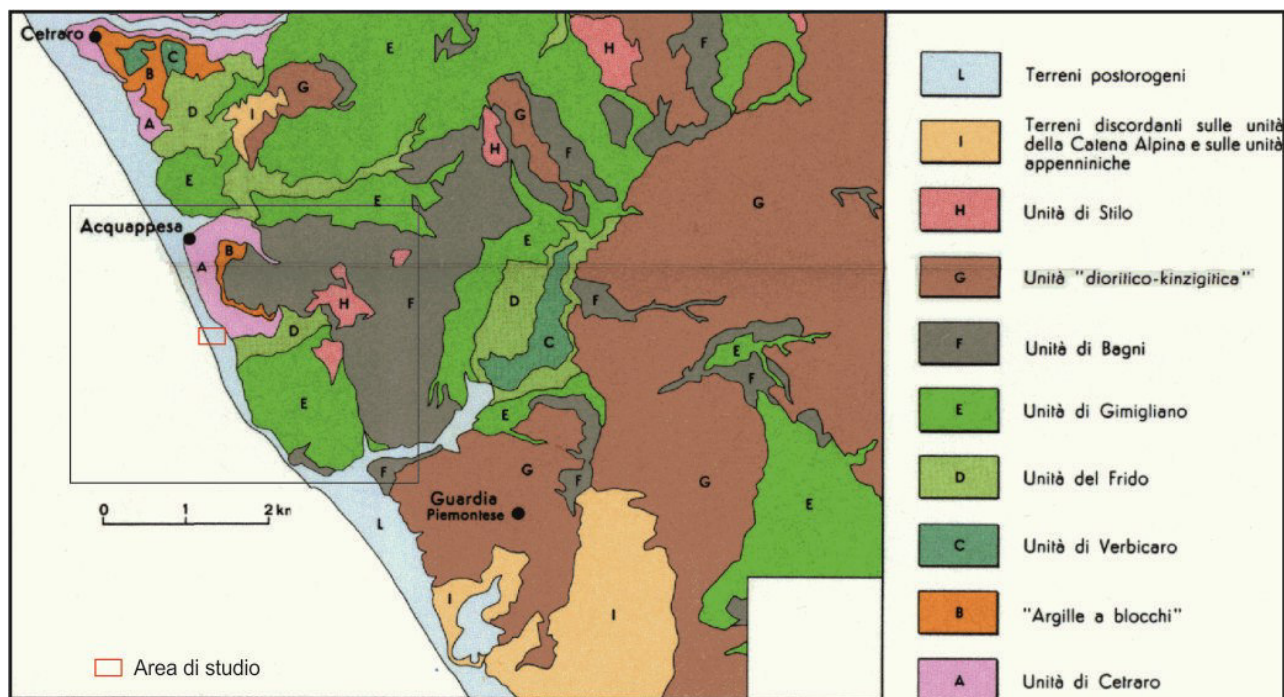 Cetraro
E
H
F
B
C
G
D
I
A
G
H
F
E
E
G
Acquappesa
E
B
A
F
D
H
F
E
D
C
E
F
E
E
F
G
G
E
F
F
Guardia
Piemontese
0 1 2 km
L
I
I
Area di studio
L Terreni postorogeni
I Terreni discordanti sulle unità
della Catena Alpina e sulle unità
appenniniche
H Unità di Stilo
G Unità "dioritico-kinzigitica"
F Unità di Bagni
E Unità di Gimigliano
D Unità del Frido
C Unità di Verbicaro
B "Argille a blocchi"
A Unità di Cetraro